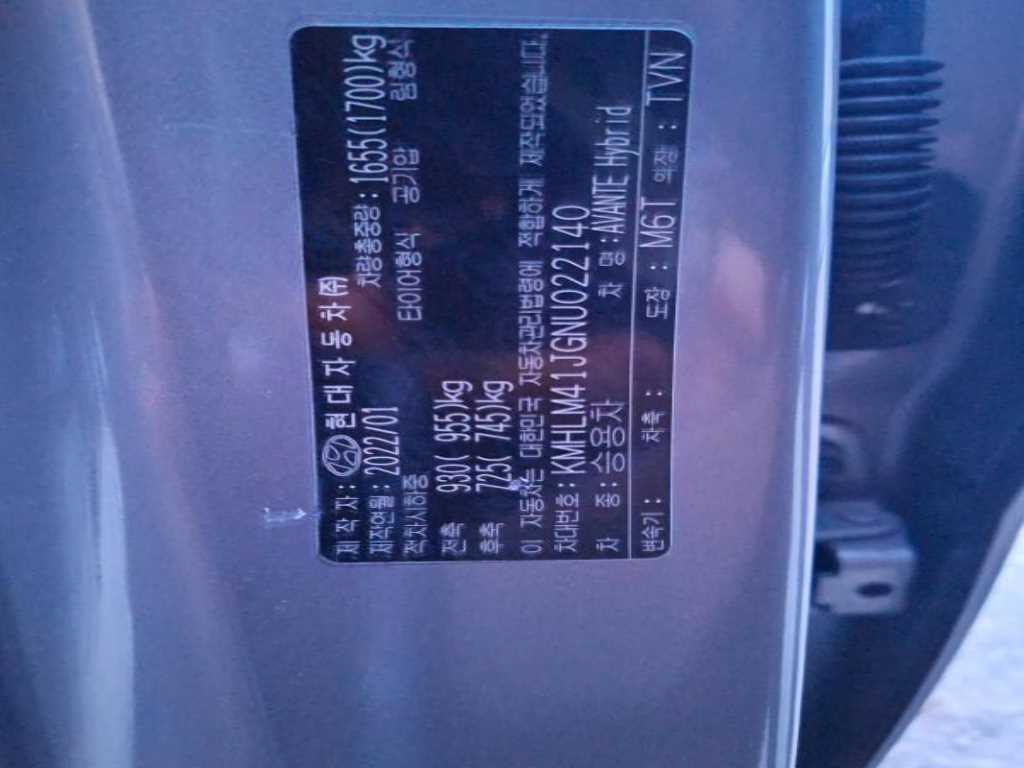 제 작 자 : 현 대 자 동 차 ㈜
제작연월 : 2022/01 차량총중량 : 1655(1700)kg
적차시하중 타이어형식 공기압 림형식
전축 930( 955)kg
후축 725( 745)kg
이 자동차는 대한민국 자동차관리법령에 적합하게 제작되었습니다.
차대번호 : KMHLM41JGNU022140
차 종 : 승용차 차 명 : AVANTE Hybrid
변속기 : 차축 : 도장 : M6T 내장 : TVN